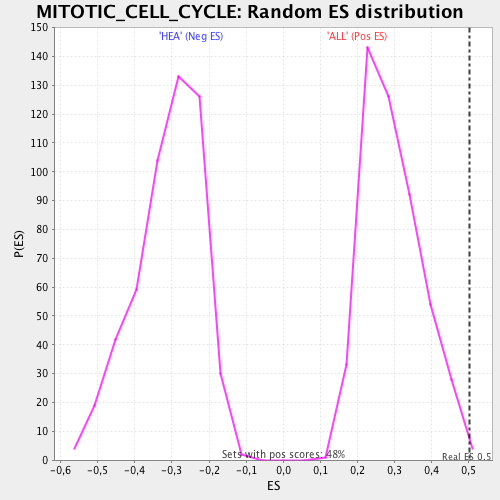 MITOTIC_CELL_CYCLE: Random ES distribution
'HEA' (Neg ES) 'ALL' (Pos ES)
150
140
130
120
110
100
90
80
70
60
50
40
30
20
10
0
P(ES)
Sets with pos scores: 48%
Real ES 0.5
-0,6 -0,5 -0,4 -0,3 -0,2 -0,1 0,0 0,1 0,2 0,3 0,4 0,5
ES